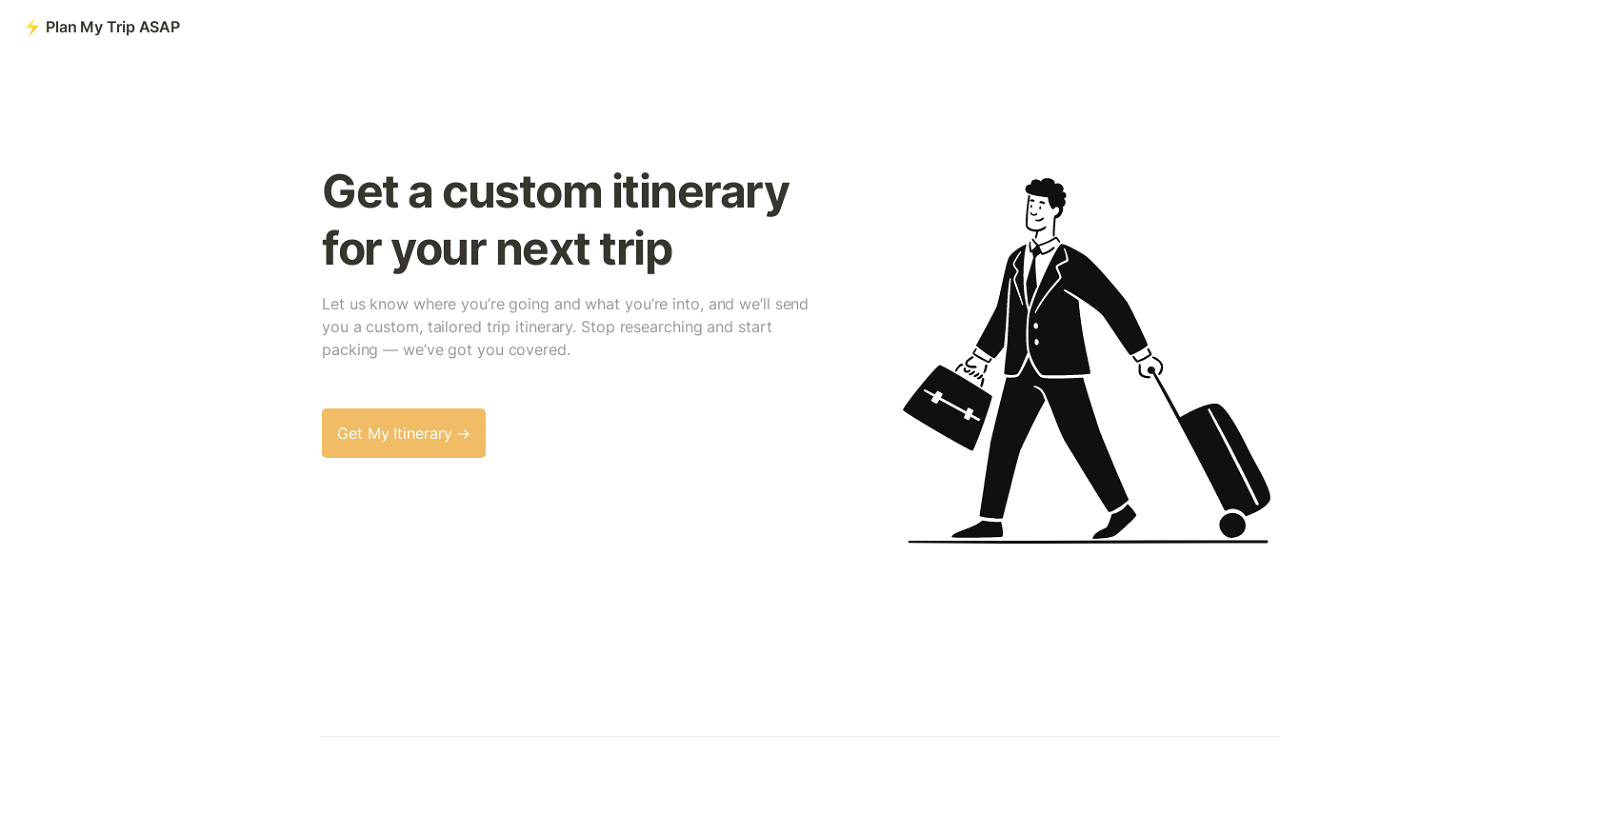 ⚡ Plan My Trip ASAP
Get a custom itinerary
for your next trip
Let us know where you’re going and what you’re into, and we’ll send
you a custom, tailored trip itinerary. Stop researching and start
packing — we’ve got you covered.
Get My Itinerary →